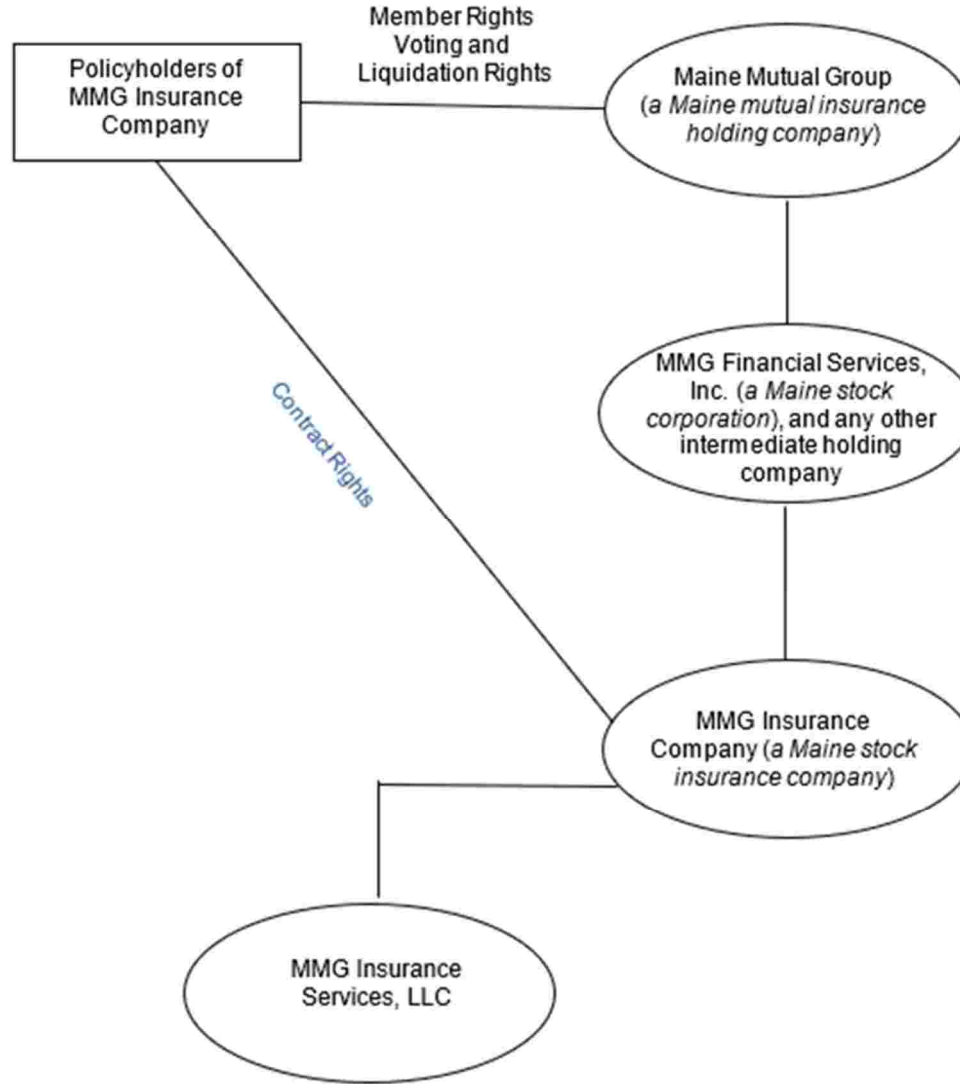 Member Rights
Voting and
Liquidation Rights
Policyholders of
MMG Insurance
Company
Maine Mutual Group
(a Maine mutual insurance
holding company)
MMG Financial Services,
Inc. (a Maine stock
corporation), and any other
intermediate holding
company
Contract Rights
MMG Insurance
Company (a Maine stock
insurance company)
MMG Insurance
Services, LLC